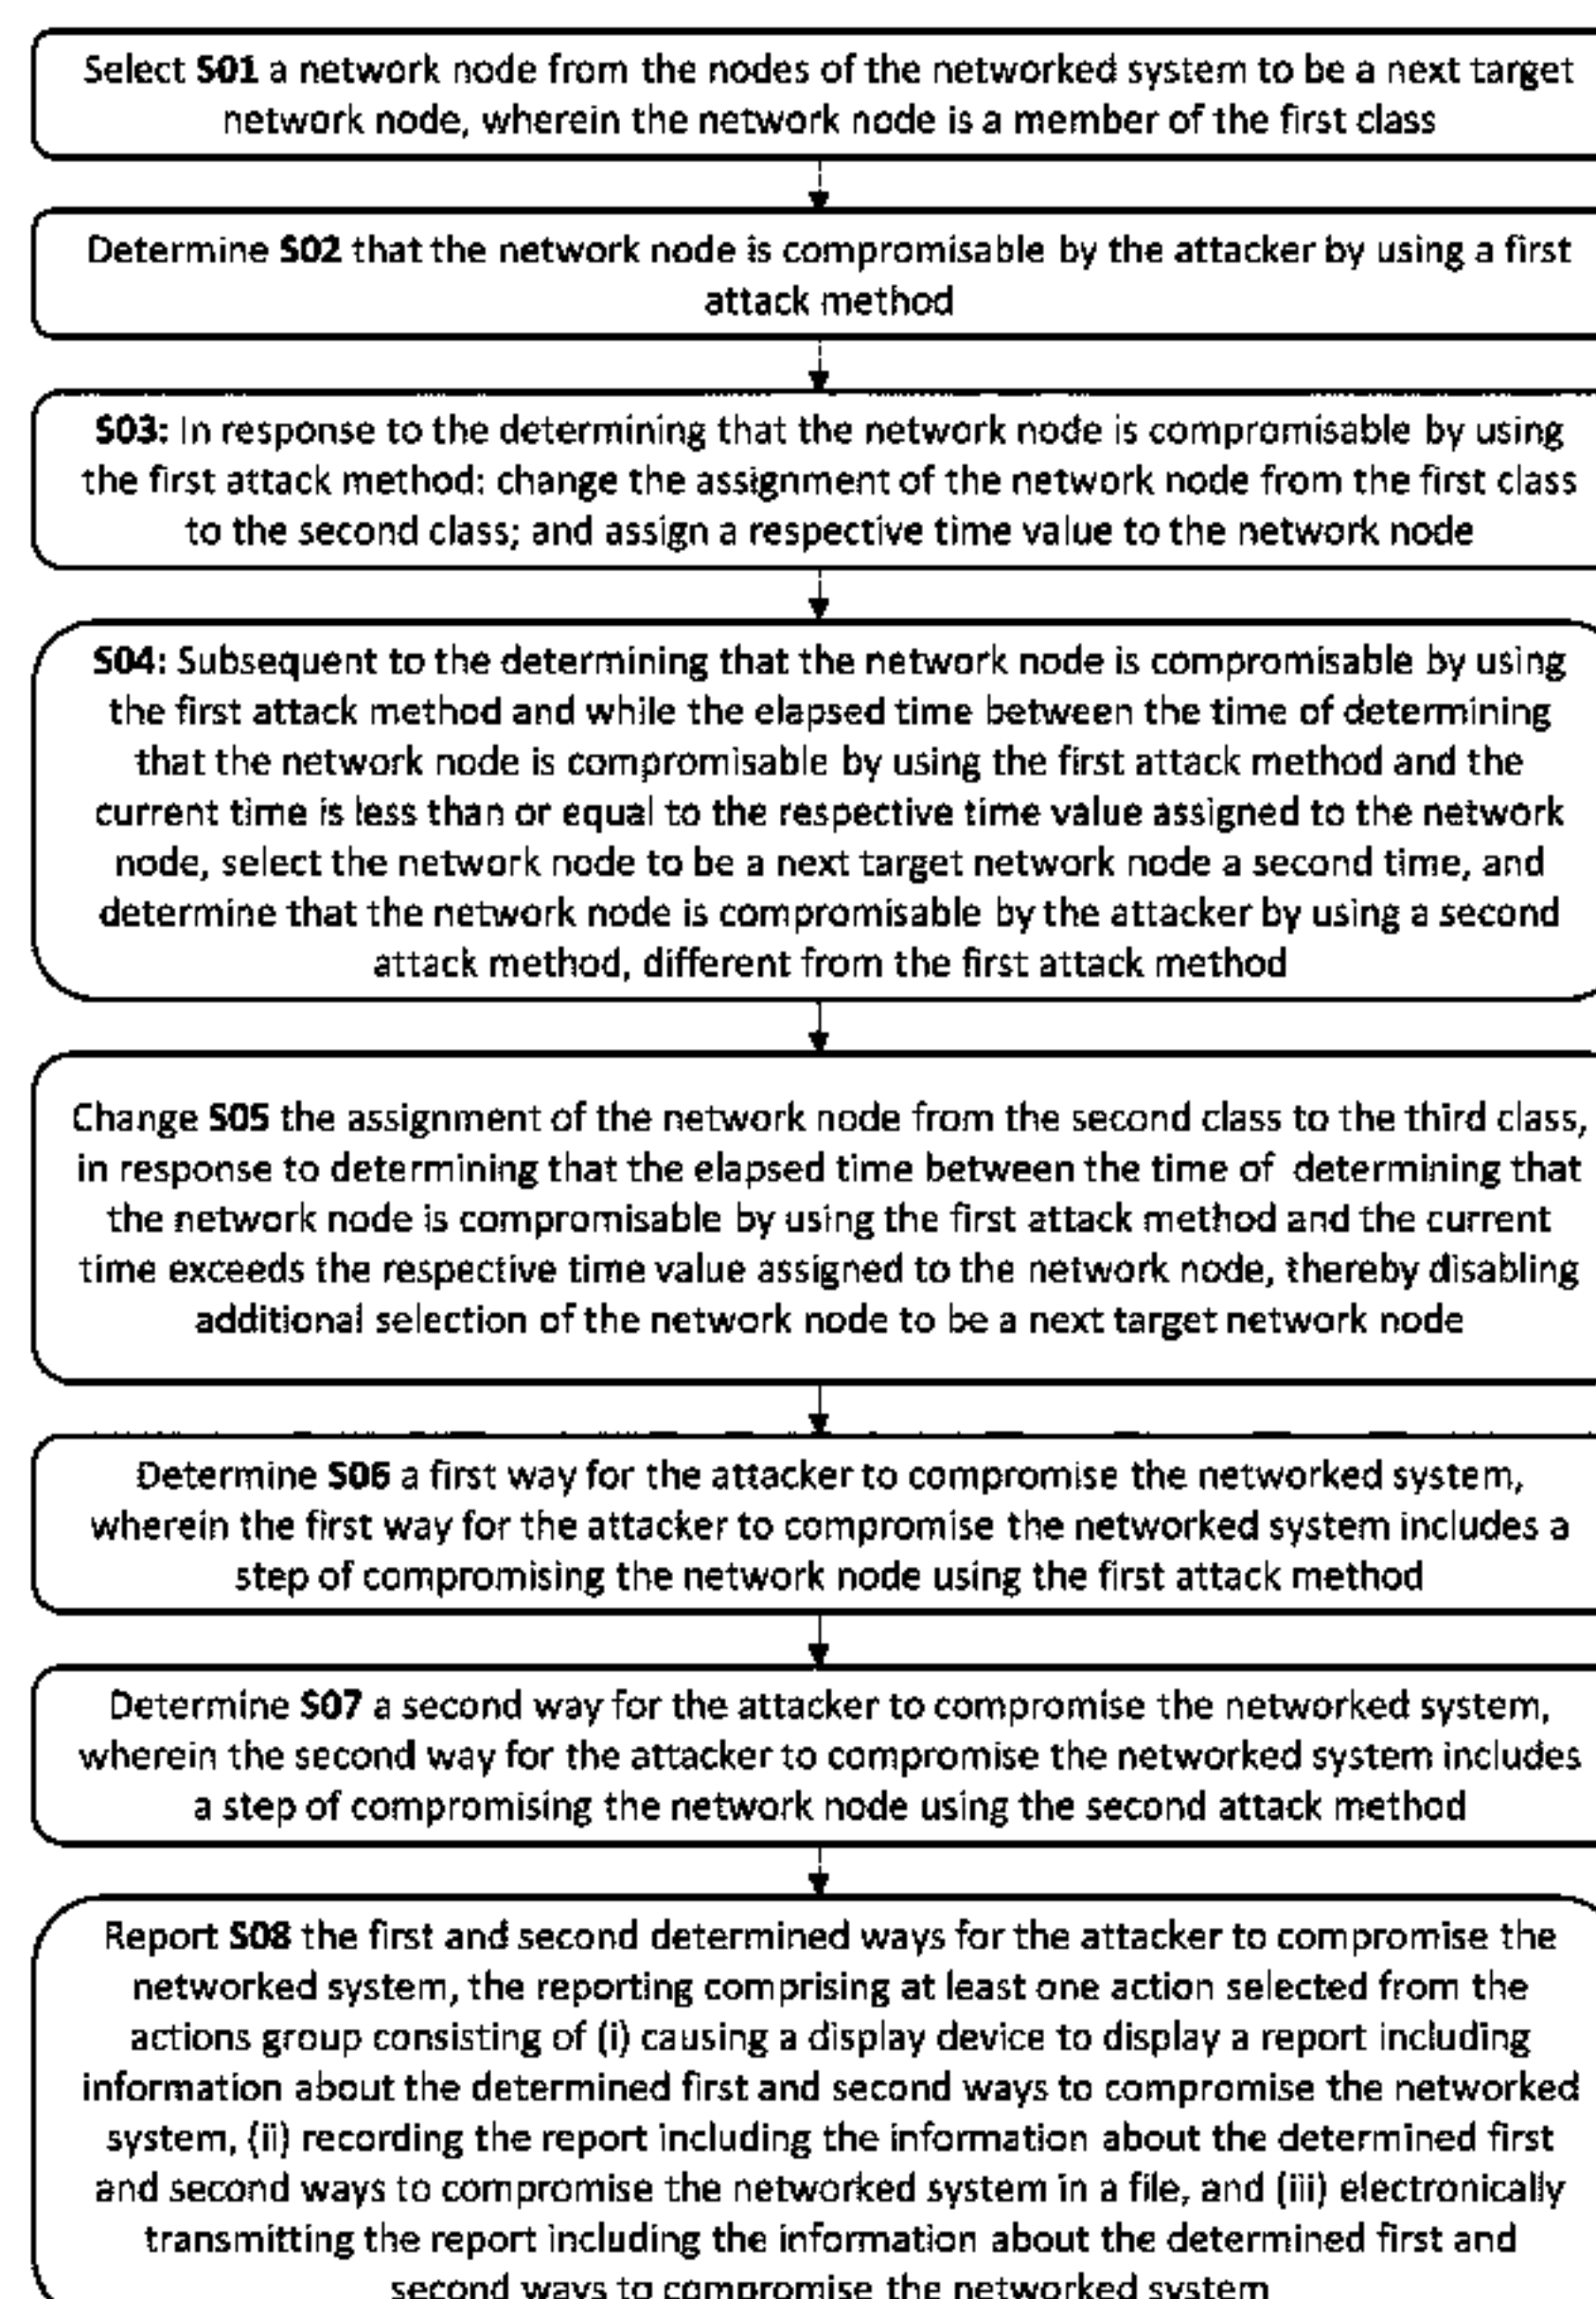 Select S01 a network node from the nodes of the networked system to be a next target
network node, wherein the network node is a member of the first class
Determine S02 that the network node is compromisable by the attacker by using a first
attack method
S03: In response to the determining that the network node is compromisable by using
the first attack method: change the assignment of the network node from the first class
to the second class; and assign a respective time value to the network node
S04: Subsequent to the determining that the network node is compromisable by using
the first attack method and while the elapsed time between the time of determining
that the network node is compromisable by using the first attack method and the
current time is less than or equal to the respective time value assigned to the network
node, select the network node to be a next target network node a second time, and
determine that the network node is compromisable by the attacker by using a second
attack method, different from the first attack method
Change S05 the assignment of the network node from the second class to the third class,
in response to determining that the elapsed time between the time of determining that
the network node is compromisable by using the first attack method and the current
time exceeds the respective time value assigned to the network node, thereby disabling
additional selection of the network node to be a next target network node
Determine S06 a first way for the attacker to compromise the networked system,
wherein the first way for the attacker to compromise the networked system includes a
step of compromising the network node using the first attack method
Determine S07 a second way for the attacker to compromise the networked system,
wherein the second way for the attacker to compromise the networked system includes
a step of compromising the network node using the second attack method
Report S08 the first and second determined ways for the attacker to compromise the
networked system, the reporting comprising at least one action selected from the
actions group consisting of (i) causing a display device to display a report including
information about the determined first and second ways to compromise the networked
system, (ii) recording the report including the information about the determined first
and second ways to compromise the networked system in a file, and (iii) electronically
transmitting the report including the information about the determined first and
second ways to compromise the networked system